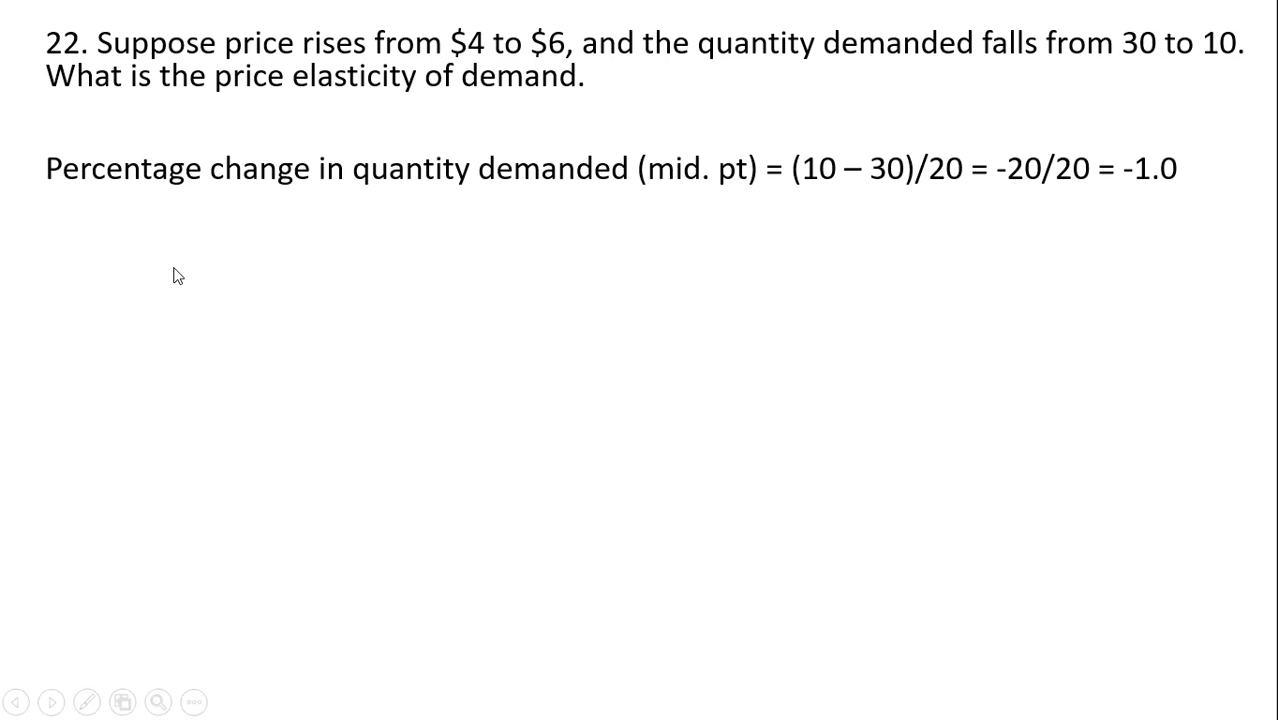 22. Suppose price rises from $4 to $6, and the quantity demanded falls from 30 to 10.
What is the price elasticity of demand.
Percentage change in quantity demanded (mid. pt) = (10 – 30)/20 = -20/20 = -1.0